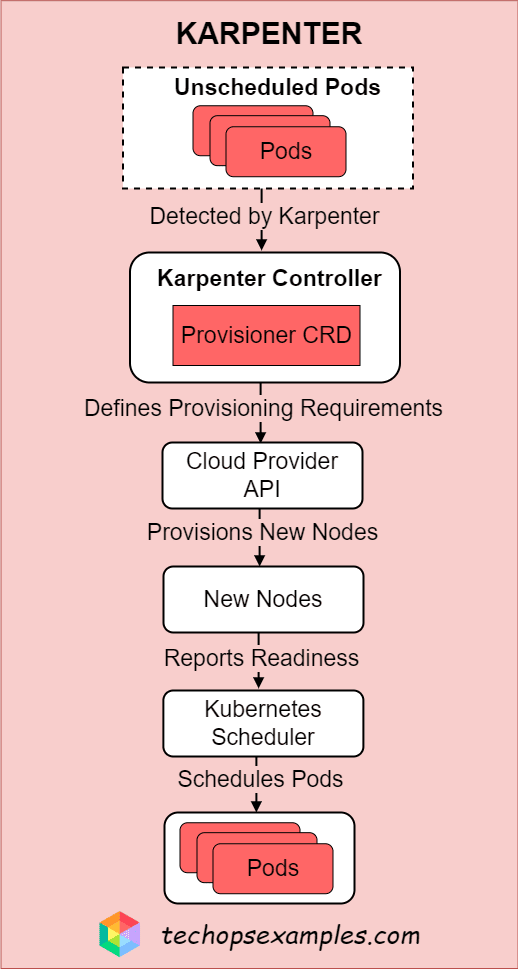 KARPENTER
Unscheduled Pods
Pods
Detected by Karpenter
Karpenter Controller
Provisioner CRD
Defines Provisioning Requirements
Cloud Provider
API
Provisions New Nodes
New Nodes
Reports Readiness
Kubernetes
Scheduler
Schedules Pods
Pods
techopsexamples.com